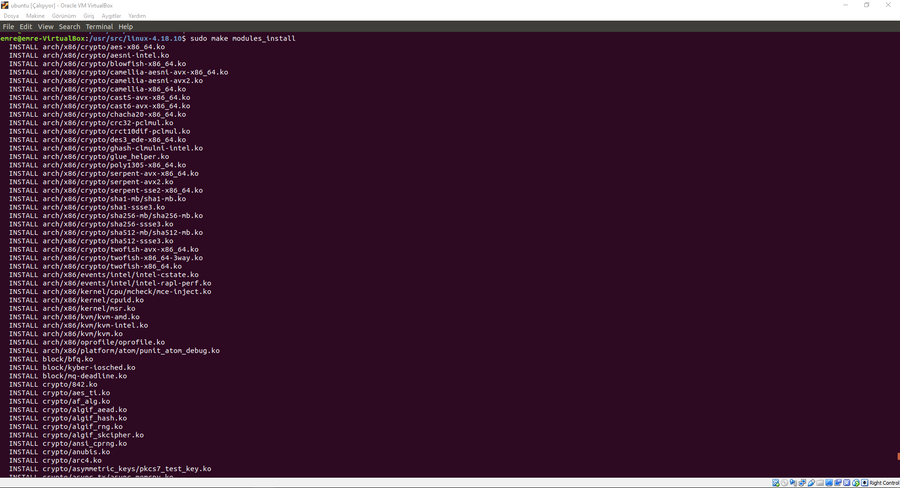 ubuntu [Çalışıyor] - Oracle VM VirtualBox
Dosya Makine Görünüm Giriş Aygıtlar Yardım
File Edit View Search Terminal Help
emre@emre-VirtualBox:/usr/src/linux-4.18.10$ sudo make modules_install
INSTALL arch/x86/crypto/aes-x86_64.ko
INSTALL arch/x86/crypto/aesni-intel.ko
INSTALL arch/x86/crypto/blowfish-x86_64.ko
INSTALL arch/x86/crypto/camellia-aesni-avx-x86_64.ko
INSTALL arch/x86/crypto/camellia-aesni-avx2.ko
INSTALL arch/x86/crypto/camellia-x86_64.ko
INSTALL arch/x86/crypto/cast5-avx-x86_64.ko
INSTALL arch/x86/crypto/cast6-avx-x86_64.ko
INSTALL arch/x86/crypto/chacha20-x86_64.ko
INSTALL arch/x86/crypto/crc32-pclmul.ko
INSTALL arch/x86/crypto/crct10dif-pclmul.ko
INSTALL arch/x86/crypto/des3_ede-x86_64.ko
INSTALL arch/x86/crypto/ghash-clmulni-intel.ko
INSTALL arch/x86/crypto/glue_helper.ko
INSTALL arch/x86/crypto/poly1305-x86_64.ko
INSTALL arch/x86/crypto/serpent-avx-x86_64.ko
INSTALL arch/x86/crypto/serpent-avx2.ko
INSTALL arch/x86/crypto/serpent-sse2-x86_64.ko
INSTALL arch/x86/crypto/sha1-mb/sha1-mb.ko
INSTALL arch/x86/crypto/sha1-ssse3.ko
INSTALL arch/x86/crypto/sha256-mb/sha256-mb.ko
INSTALL arch/x86/crypto/sha256-ssse3.ko
INSTALL arch/x86/crypto/sha512-mb/sha512-mb.ko
INSTALL arch/x86/crypto/sha512-ssse3.ko
INSTALL arch/x86/crypto/twofish-avx-x86_64.ko
INSTALL arch/x86/crypto/twofish-x86_64-3way.ko
INSTALL arch/x86/crypto/twofish-x86_64.ko
INSTALL arch/x86/events/intel/intel-cstate.ko
INSTALL arch/x86/events/intel/intel-rapl-perf.ko
INSTALL arch/x86/kernel/cpu/mcheck/mce-inject.ko
INSTALL arch/x86/kernel/cpuid.ko
INSTALL arch/x86/kernel/msr.ko
INSTALL arch/x86/kvm/kvm-amd.ko
INSTALL arch/x86/kvm/kvm-intel.ko
INSTALL arch/x86/kvm/kvm.ko
INSTALL arch/x86/oprofile/oprofile.ko
INSTALL arch/x86/platform/atom/punit_atom_debug.ko
INSTALL block/bfq.ko
INSTALL block/kyber-iosched.ko
INSTALL block/mq-deadline.ko
INSTALL crypto/842.ko
INSTALL crypto/aes_ti.ko
INSTALL crypto/af_alg.ko
INSTALL crypto/algif_aead.ko
INSTALL crypto/algif_hash.ko
INSTALL crypto/algif_rng.ko
INSTALL crypto/algif_skcipher.ko
INSTALL crypto/ansi_cprng.ko
INSTALL crypto/anubis.ko
INSTALL crypto/arc4.ko
INSTALL crypto/asymmetric_keys/pkcs7_test_key.ko
Right Control